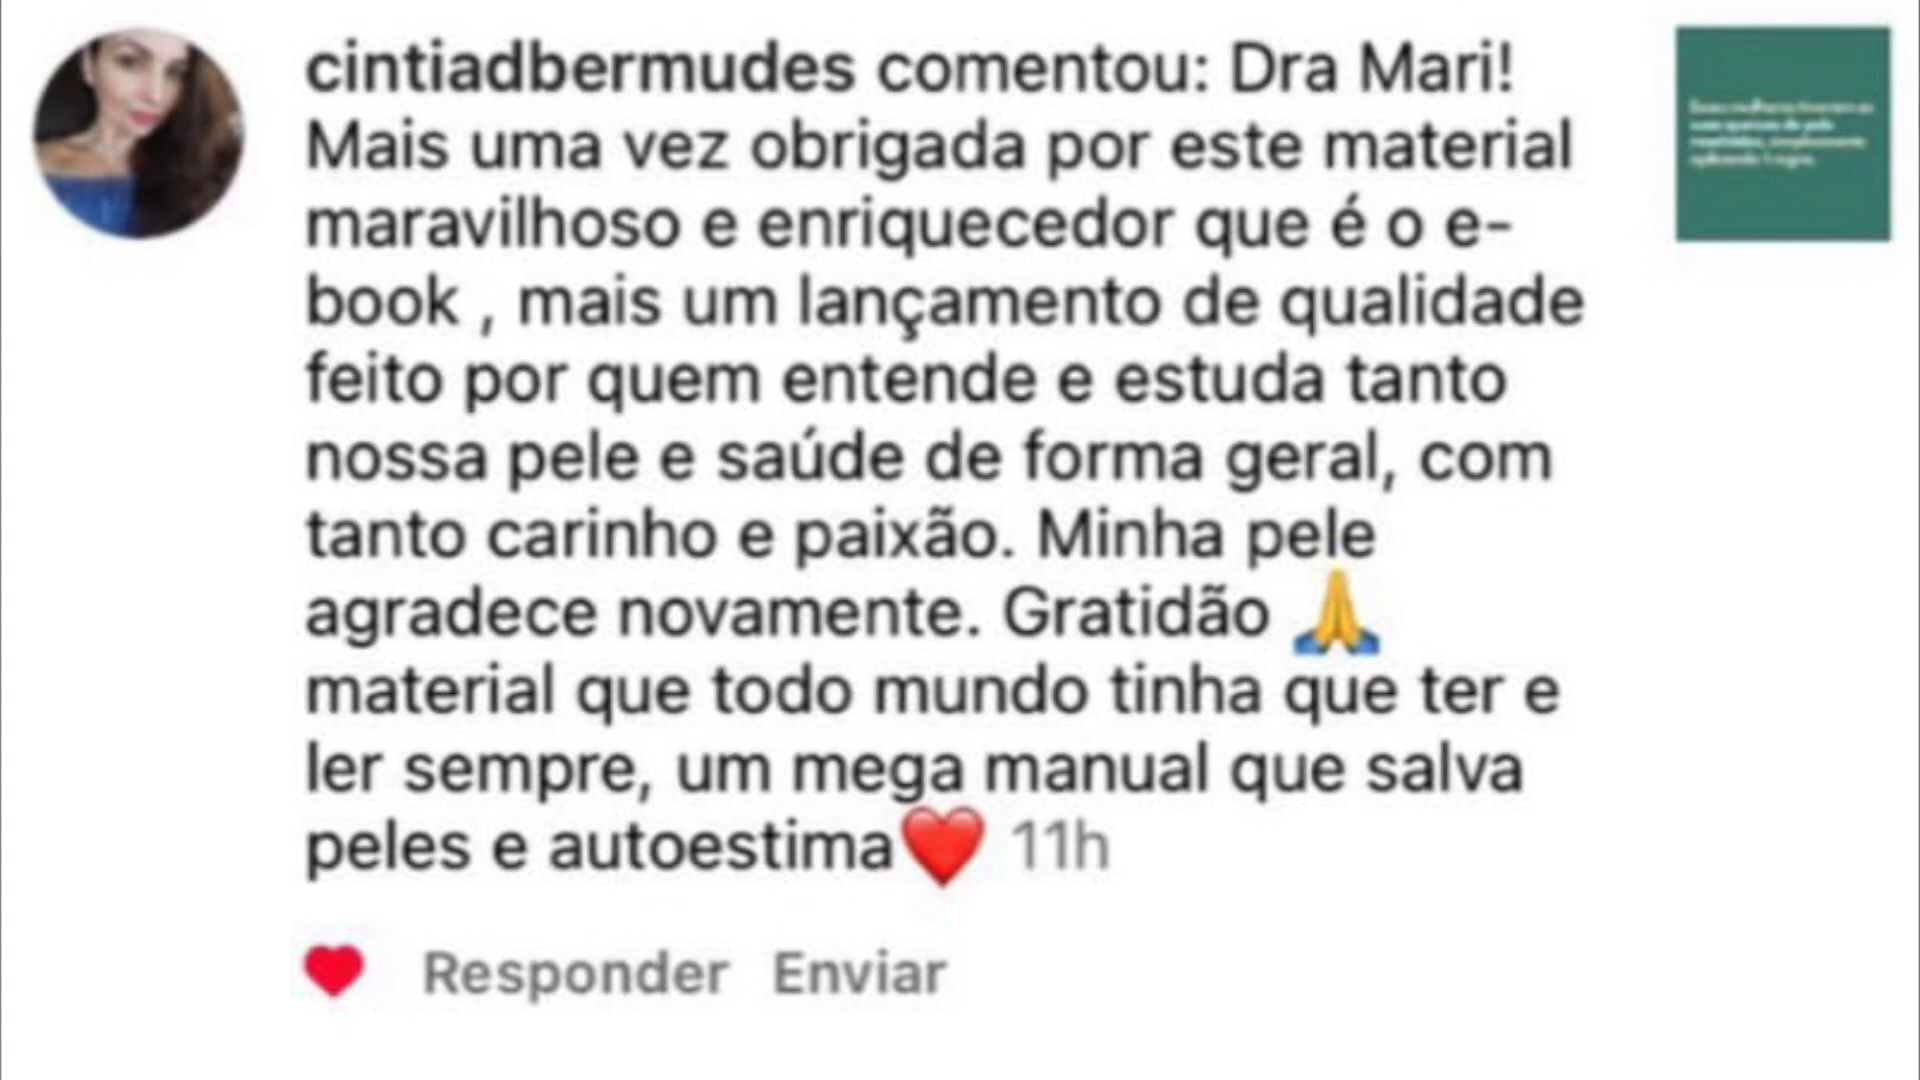 cintiadbermudes comentou: Dra Mari!
Mais uma vez obrigada por este material
maravilhoso e enriquecedor que é o e-
book , mais um lançamento de qualidade
feito por quem entende e estuda tanto
nossa pele e saúde de forma geral, com
tanto carinho e paixão. Minha pele
agradece novamente. Gratidão 🙏
material que todo mundo tinha que ter e
ler sempre, um mega manual que salva
peles e autoestima❤️ 11h
Responder Enviar